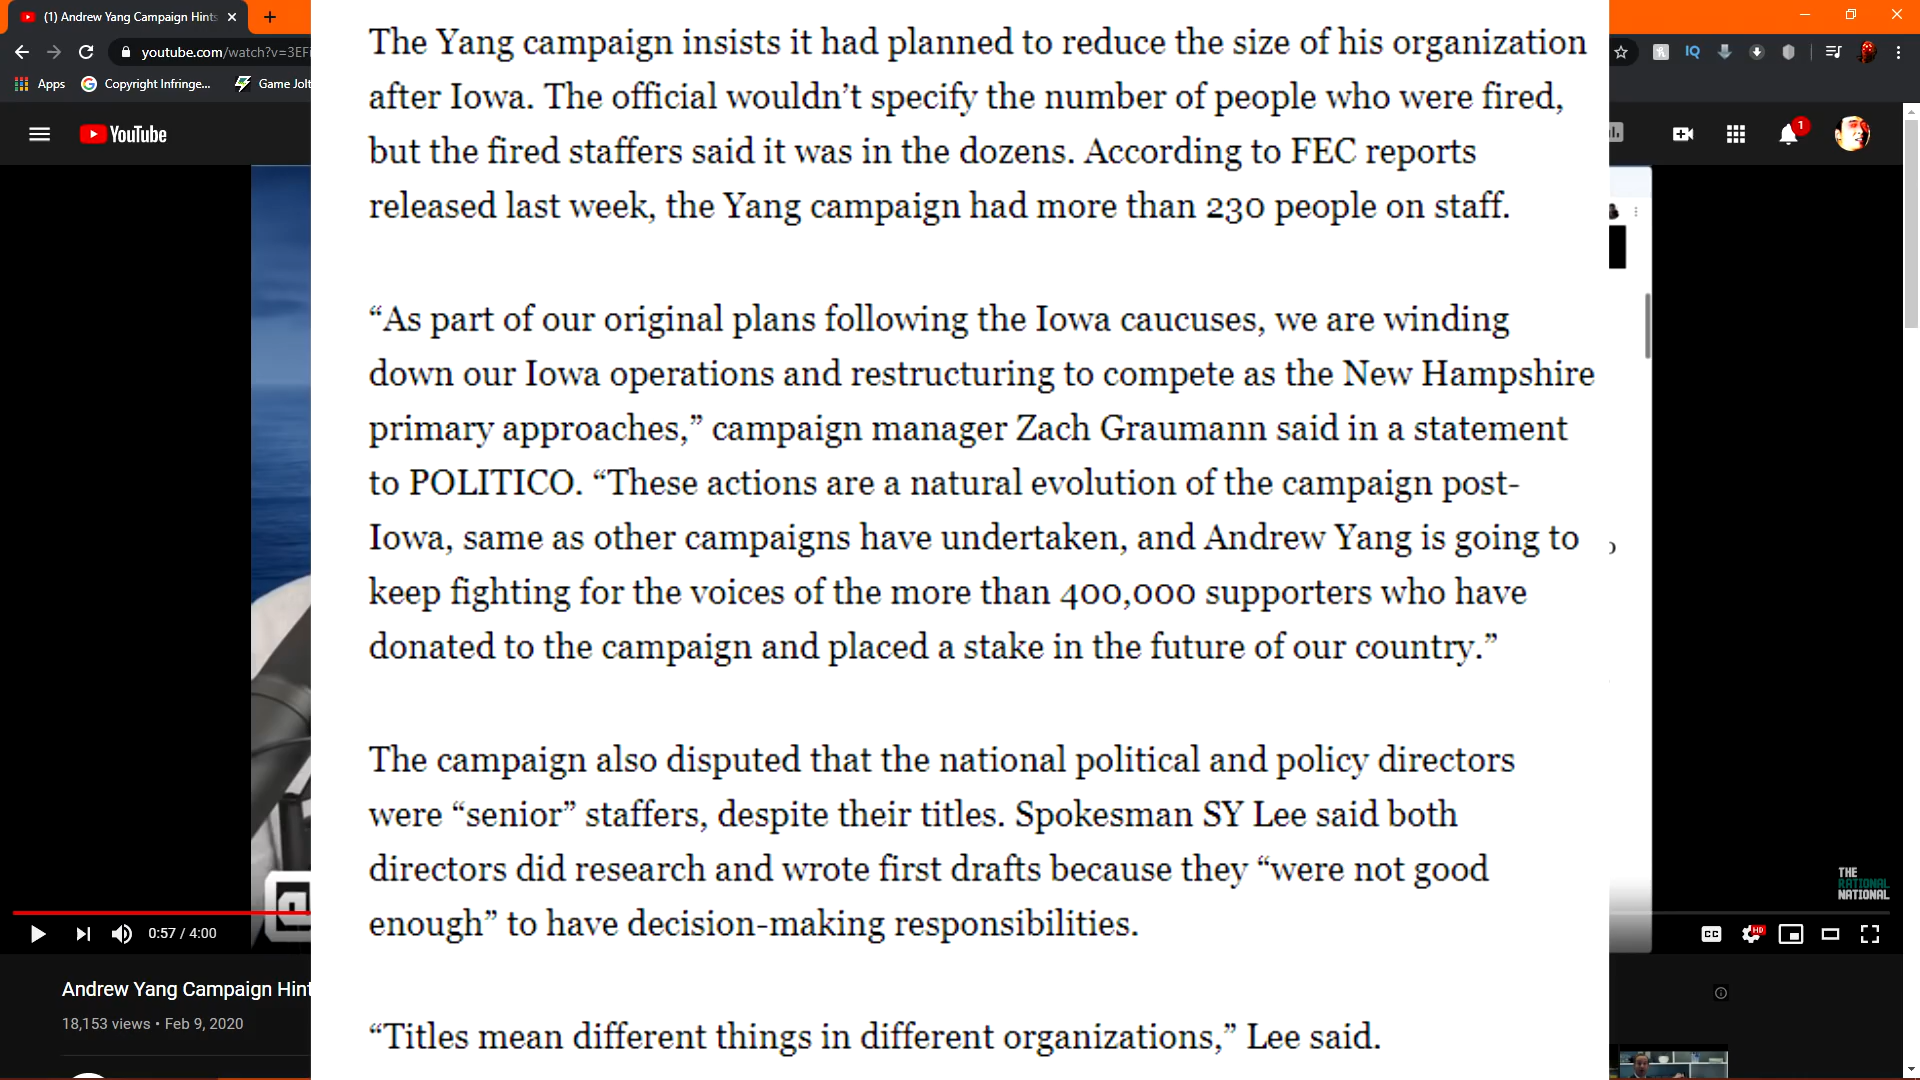 (1) Andrew Yang Campaign Hints
youtube.com/watch?v=3EFi
IQ
Apps
Copyright Infringe...
Game Jolt
YouTube
1
The Yang campaign insists it had planned to reduce the size of his organization
after Iowa. The official wouldn’t specify the number of people who were fired,
but the fired staffers said it was in the dozens. According to FEC reports
released last week, the Yang campaign had more than 230 people on staff.
“As part of our original plans following the Iowa caucuses, we are winding
down our Iowa operations and restructuring to compete as the New Hampshire
primary approaches,” campaign manager Zach Graumann said in a statement
to POLITICO. “These actions are a natural evolution of the campaign post-
Iowa, same as other campaigns have undertaken, and Andrew Yang is going to
keep fighting for the voices of the more than 400,000 supporters who have
donated to the campaign and placed a stake in the future of our country.”
The campaign also disputed that the national political and policy directors
were “senior” staffers, despite their titles. Spokesman SY Lee said both
directors did research and wrote first drafts because they “were not good
enough” to have decision-making responsibilities.
“Titles mean different things in different organizations,” Lee said.
@
THE
RATIONAL
NATIONAL
0:57 / 4:00
CC
HD
Andrew Yang Campaign Hint
18,153 views • Feb 9, 2020